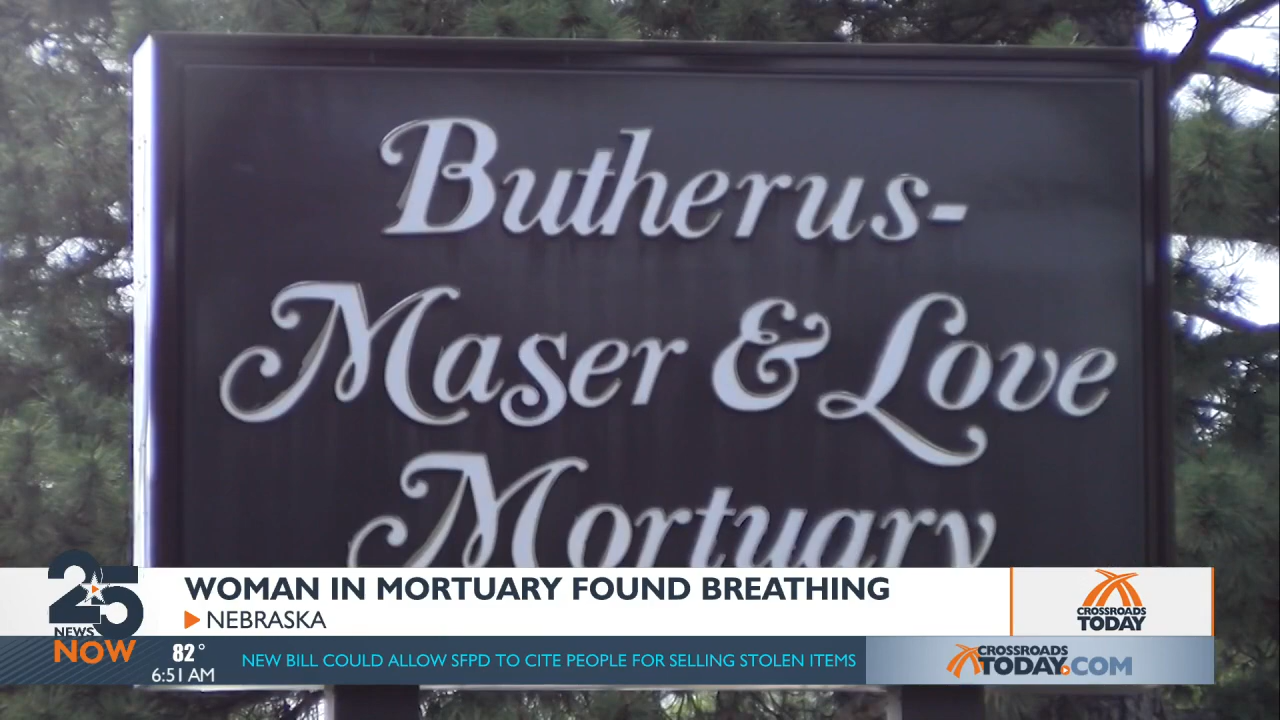 Butherus-
Maser & Love
Mortuary
WOMAN IN MORTUARY FOUND BREATHING
NEBRASKA
CROSSROADS
TODAY
25
NEWS
NOW
82°
6:51 AM
NEW BILL COULD ALLOW SFPD TO CITE PEOPLE FOR SELLING STOLEN ITEMS
CROSSROADS
TODAY.COM